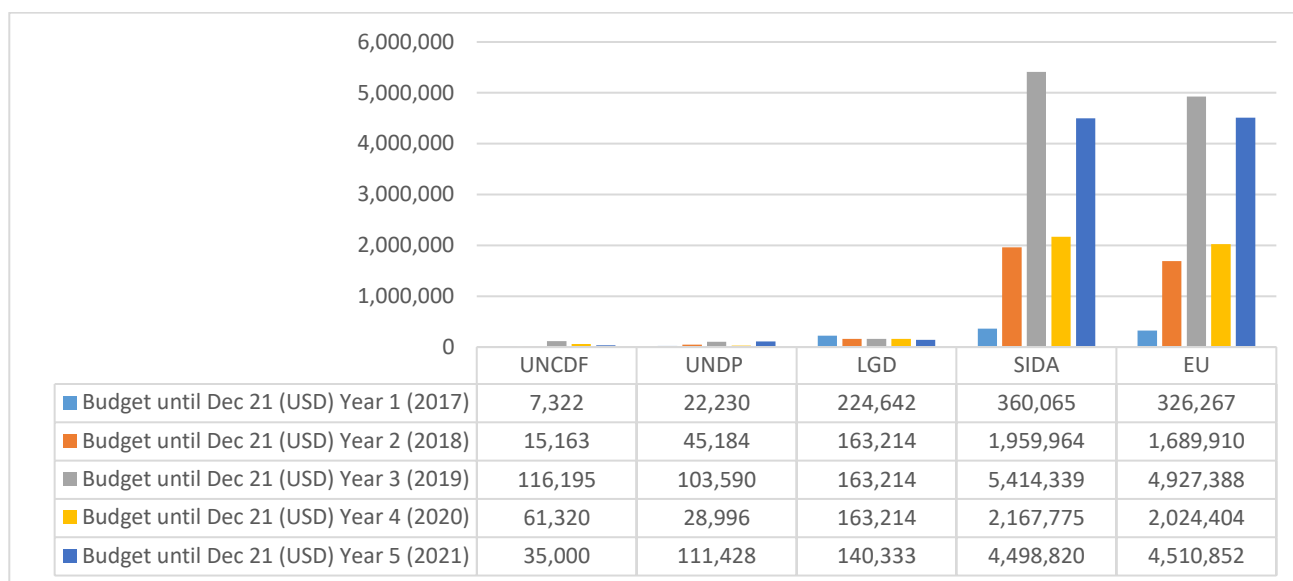 6,000,000
5,000,000
4,000,000
3,000,000
2,000,000
1,000,000
0
UNCDF UNDP LGD SIDA EU
Budget until Dec 21 (USD) Year 1 (2017) 7,322 22,230 224,642 360,065 326,267
Budget until Dec 21 (USD) Year 2 (2018) 15,163 45,184 163,214 1,959,964 1,689,910
Budget until Dec 21 (USD) Year 3 (2019) 116,195 103,590 163,214 5,414,339 4,927,388
Budget until Dec 21 (USD) Year 4 (2020) 61,320 28,996 163,214 2,167,775 2,024,404
Budget until Dec 21 (USD) Year 5 (2021) 35,000 111,428 140,333 4,498,820 4,510,852